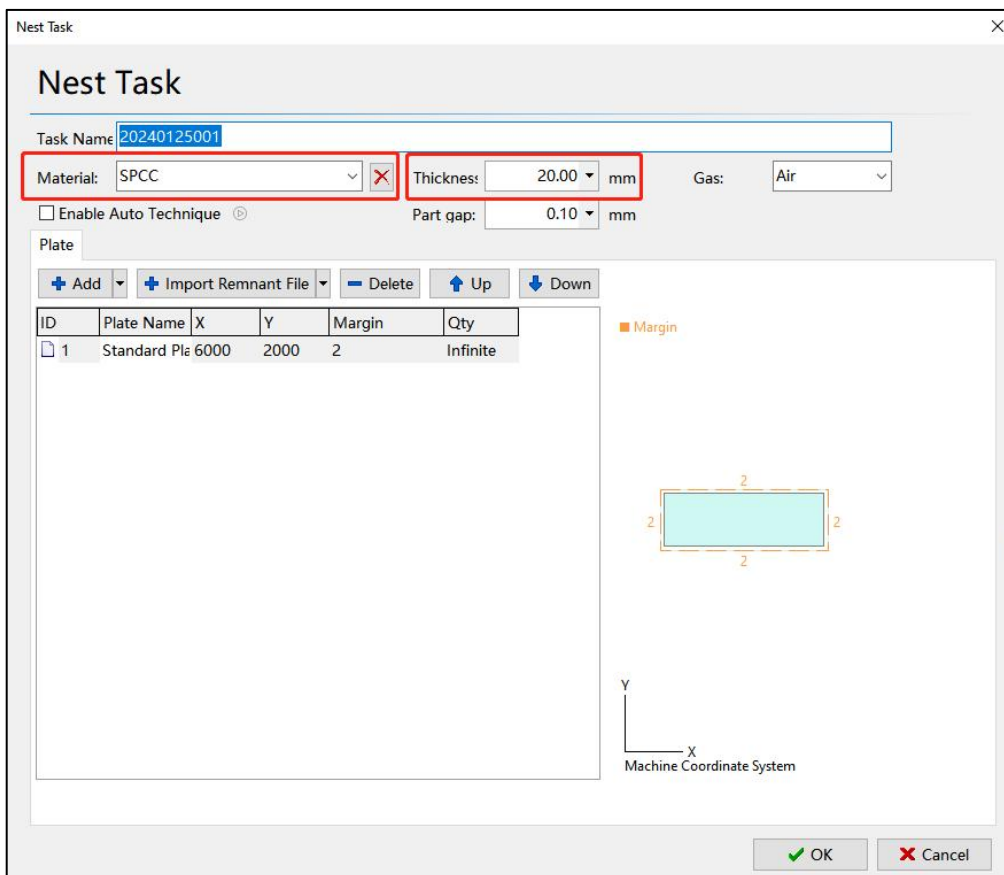 Nest Task
Nest Task
Task Name 20240125001
Material: SPCC Thicknes: 20.00 mm Gas: Air
Enable Auto Technique Part gap: 0.10 mm
Plate
Add Import Remnant File Delete Up Down
ID Plate Name X Y Margin Qty
1 Standard Pla 6000 2000 2 Infinite
Margin
2
2 2
2
Y
X
Machine Coordinate System
OK Cancel